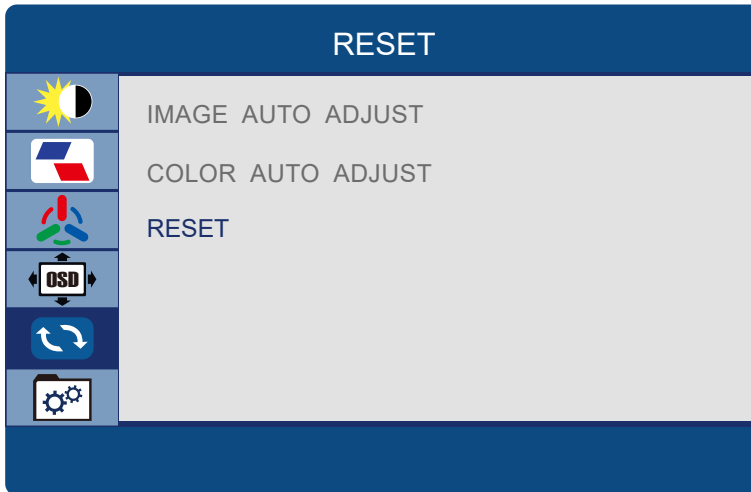 RESET
IMAGE AUTO ADJUST
COLOR AUTO ADJUST
RESET
OSD